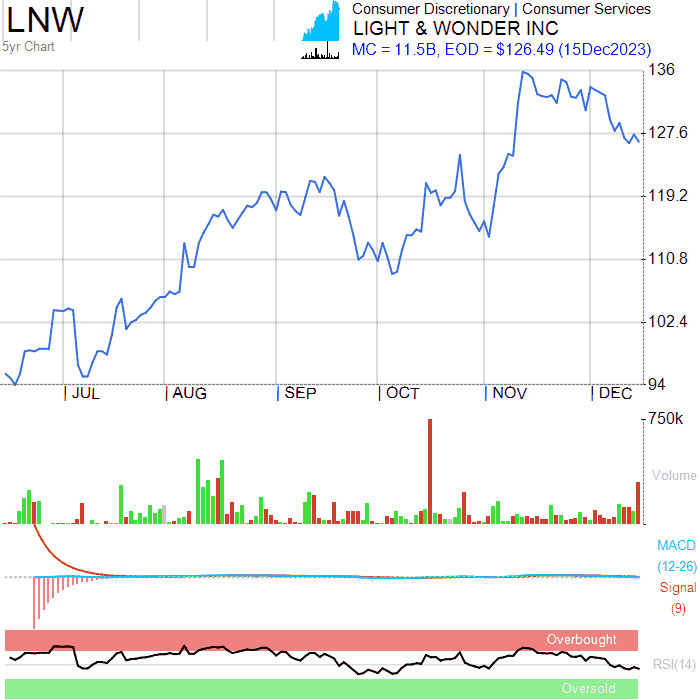 LNW
5yr Chart
Consumer Discretionary | Consumer Services
LIGHT & WONDER INC
MC = 11.5B, EOD = $126.49 (15Dec2023)
136
127.6
119.2
110.8
102.4
94
JUL AUG SEP OCT NOV DEC
750k
Volume
MACD
(12-26)
Signal
(9)
Overbought
RSI(14)
Oversold